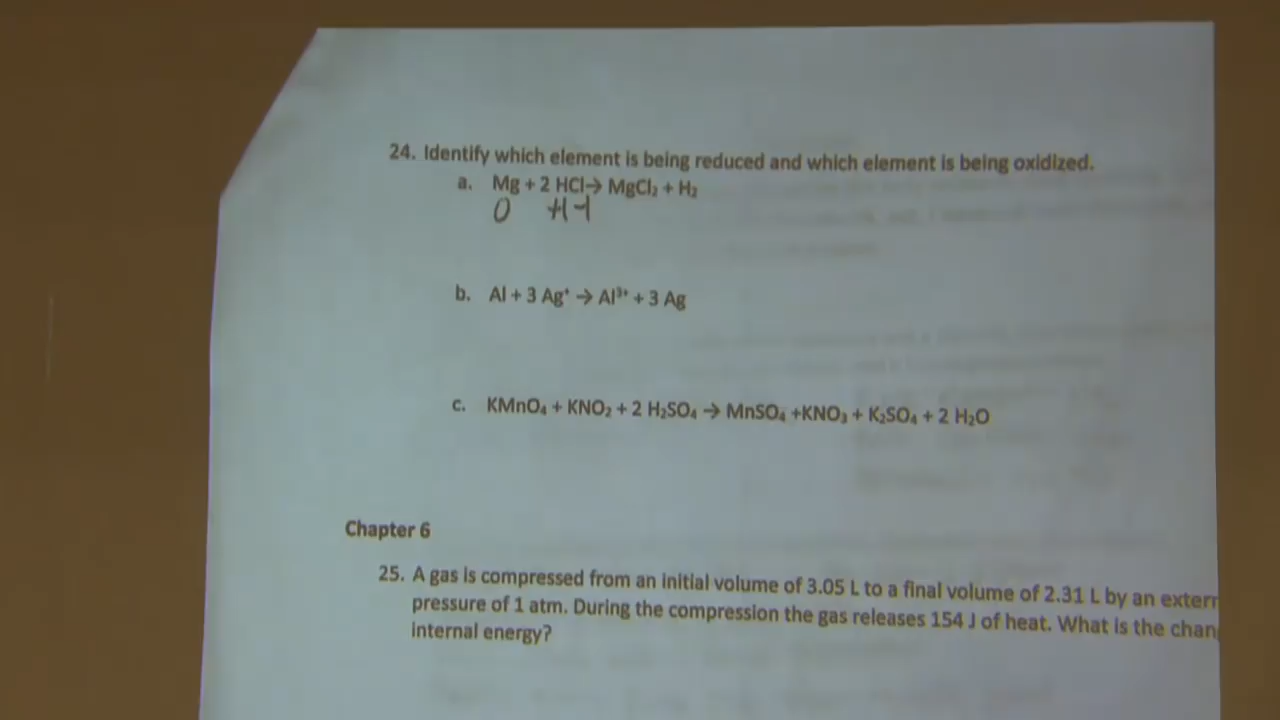 24. Identify which element is being reduced and which element is being oxidized.
a. Mg + 2 HCl→ MgCl₂ + H₂
0 +1 -1
b. Al + 3 Ag⁺ → Al³⁺ + 3 Ag
c. KMnO₄ + KNO₂ + 2 H₂SO₄ → MnSO₄ +KNO₃ + K₂SO₄ + 2 H₂O
Chapter 6
25. A gas is compressed from an initial volume of 3.05 L to a final volume of 2.31 L by an
pressure of 1 atm. During the compression the gas releases 154 J of heat. What is the
internal energy?